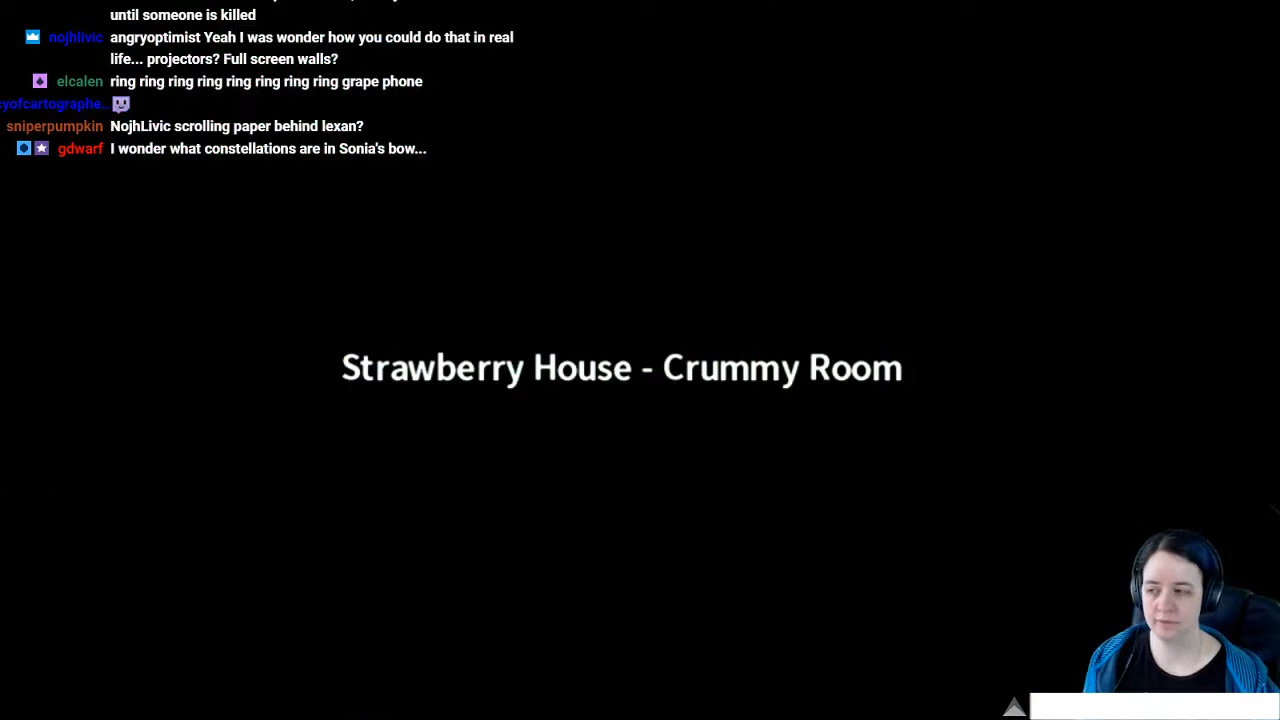 until someone is killed
nojhlivic angryoptimist Yeah I was wonder how you could do that in real
life... projectors? Full screen walls?
elcalen ring ring ring ring ring ring ring ring grape phone
yofcartographe...
sniperpumpkin NojhLivic scrolling paper behind lexan?
gdwarf I wonder what constellations are in Sonia's bow...
Strawberry House - Crummy Room